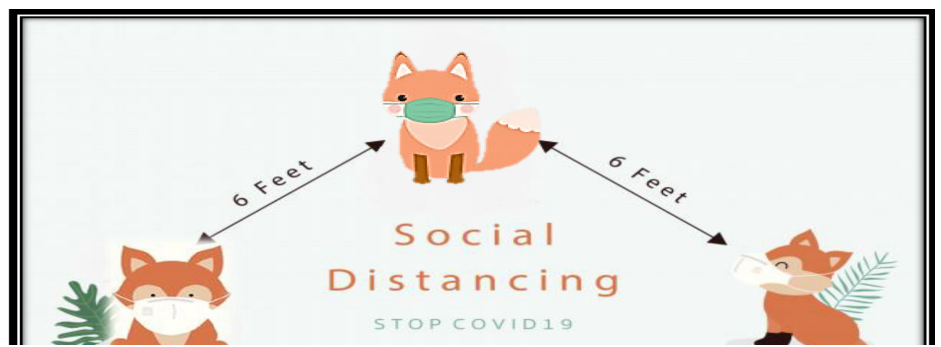 6 Feet
6 Feet
Social
Distancing
STOP COVID19